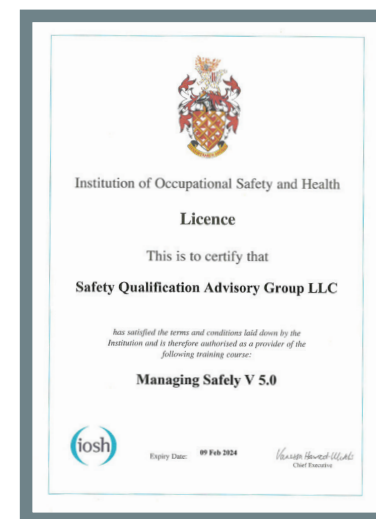 Institution of Occupational Safety and Health
Licence
This is to certify that
Safety Qualification Advisory Group LLC
has satisfied the terms and conditions laid down by the
Institution and is therefore authorised as a provider of the
following training course:
Managing Safely V 5.0
iosh
Expiry Date: 09 Feb 2024
Chief Executive